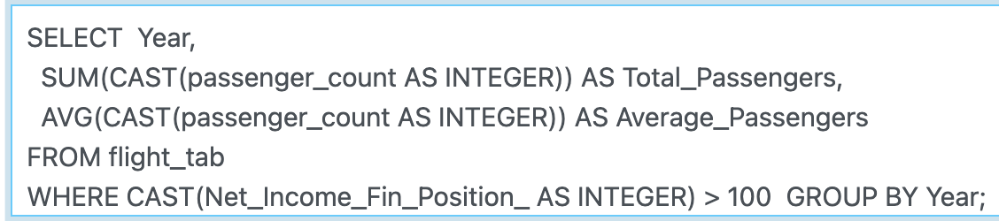 SELECT  Year,
  SUM(CAST(passenger_count AS INTEGER)) AS Total_Passengers,
  AVG(CAST(passenger_count AS INTEGER)) AS Average_Passengers
FROM flight_tab
WHERE CAST(Net_Income_Fin_Position_ AS INTEGER) > 100  GROUP BY Year;